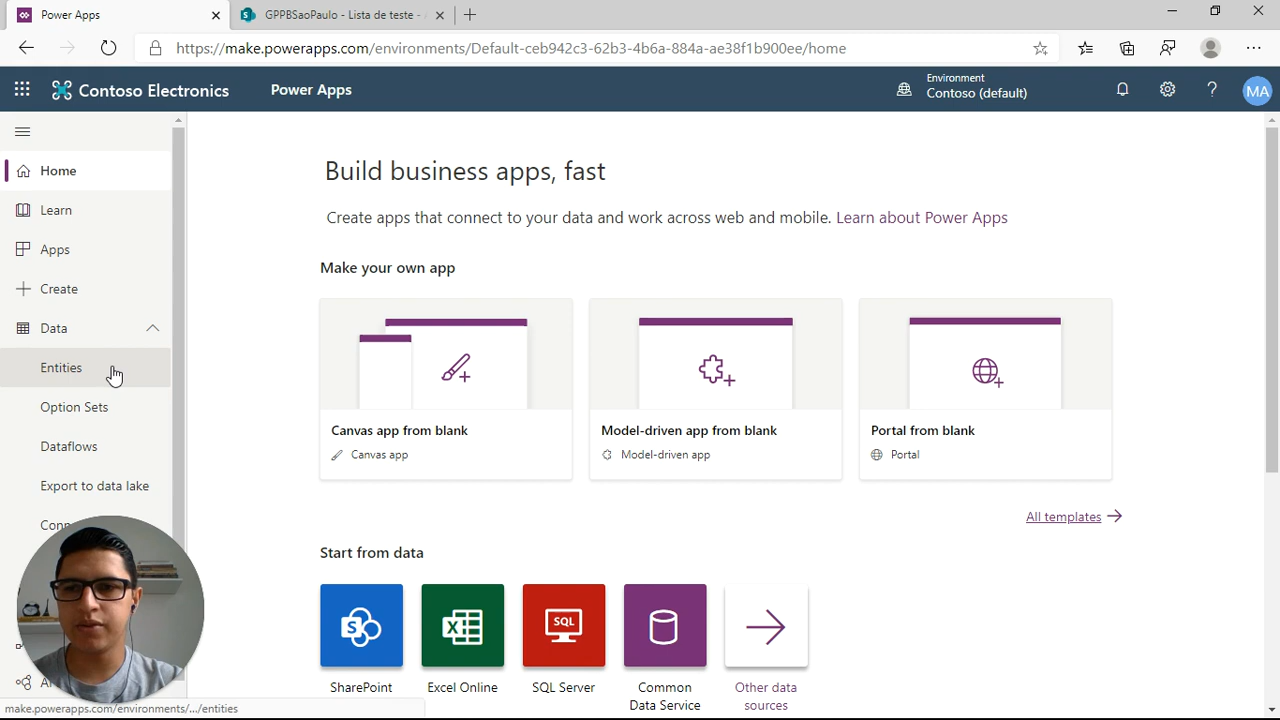 Power Apps
GPPBSaoPaulo - Lista de teste -
https://make.powerapps.com/environments/Default-ceb942c3-62b3-4b6a-884a-ae38f1b900ee/home
Contoso Electronics
Power Apps
Environment
Contoso (default)
MA
Home
Learn
Apps
Create
Data
Entities
Option Sets
Dataflows
Export to data lake
Build business apps, fast
Create apps that connect to your data and work across web and mobile. Learn about Power Apps
Make your own app
Canvas app from blank
Canvas app
Model-driven app from blank
Model-driven app
Portal from blank
Portal
All templates
Start from data
SQL
SharePoint
Excel Online
SQL Server
Common
Data Service
Other data
sources
make.powerapps.com/environments/.../entities